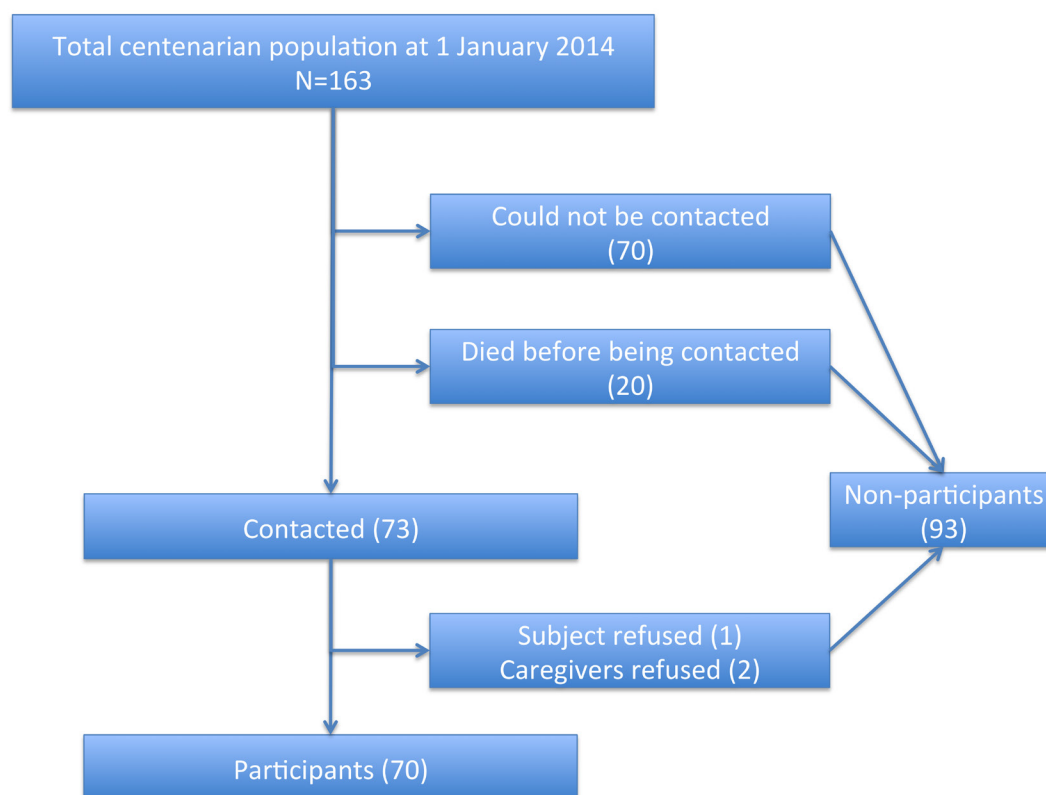 Total centenarian population at 1 January 2014
N=163
Could not be contacted
(70)
Died before being contacted
(20)
Contacted (73)
Non-participants
(93)
Subject refused (1)
Caregivers refused (2)
Participants (70)